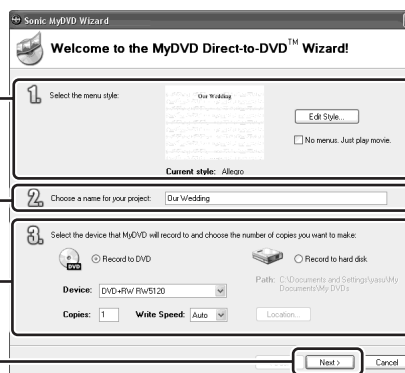 Sonic MyDVD Wizard
Welcome to the MyDVD Direct-to-DVD™ Wizard!
1.
Select the menu style:
Our Wedding
Edit Style...
No menus. Just play movie.
Current style: Allegro
2.
Choose a name for your project:
Our Wedding
3.
Select the device that MyDVD will record to and choose the number of copies you want to make:
DVD
Record to DVD
Record to hard disk
Device: DVD+RW RW5120
Path: C:\Documents and Settings\yasu\My
Documents\My DVDs
Copies: 1
Write Speed: Auto
Location...
Next >
Cancel